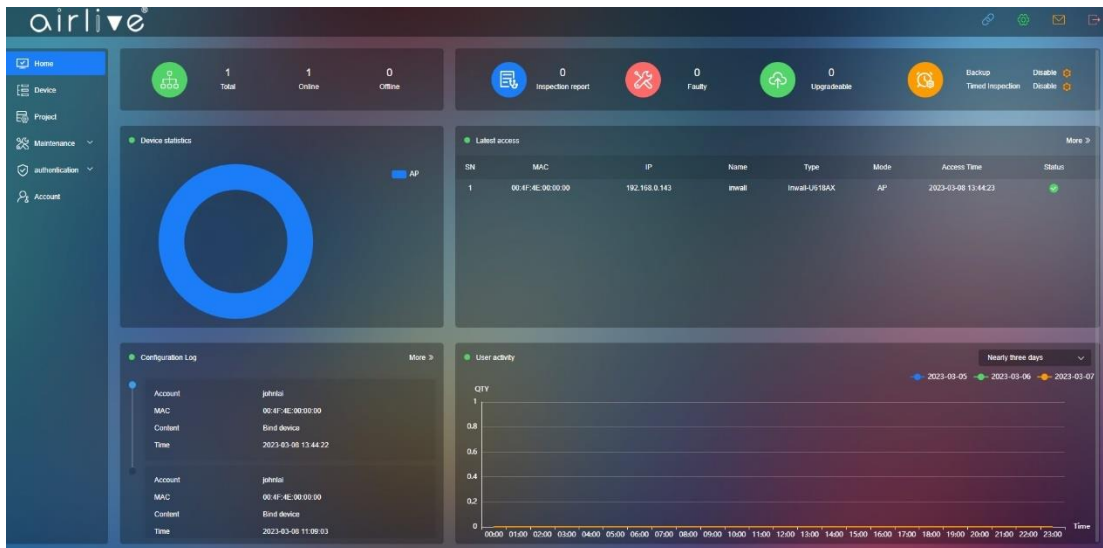 airlive®
Home
Device
Project
Maintenance
authentication
Account
1 1 0
Total Online Offline
0 0 0
Inspection report Faulty Upgradeable
Backup Disable
Timed Inspection Disable
Device statistics
AP
Latest access More »
SN MAC IP Name Type Mode Access Time Status
1 00:4F:4E:00:00:00 192.168.0.143 inwall Inwall-U618AX AP 2023-03-08 13:44:23
Configuration Log More »
Account johnlai
MAC 00:4F:4E:00:00:00
Content Bind device
Time 2023-03-08 13:44:22
Account johnlai
MAC 00:4F:4E:00:00:00
Content Bind device
Time 2023-03-08 11:09:03
User activity Nearly three days
2023-03-05 2023-03-06 2023-03-07
QTY
1
0.8
0.6
0.4
0.2
0
00:00 01:00 02:00 03:00 04:00 05:00 06:00 07:00 08:00 09:00 10:00 11:00 12:00 13:00 14:00 15:00 16:00 17:00 18:00 19:00 20:00 21:00 22:00 23:00 Time